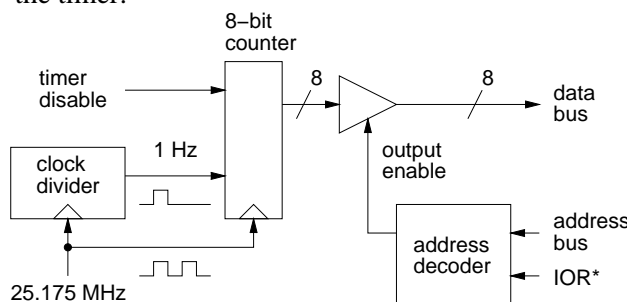 the timer.
8−bit
counter
timer
disable
8
8
data
bus
clock
divider
1 Hz
output
enable
address
decoder
address
bus
IOR*
25.175 MHz